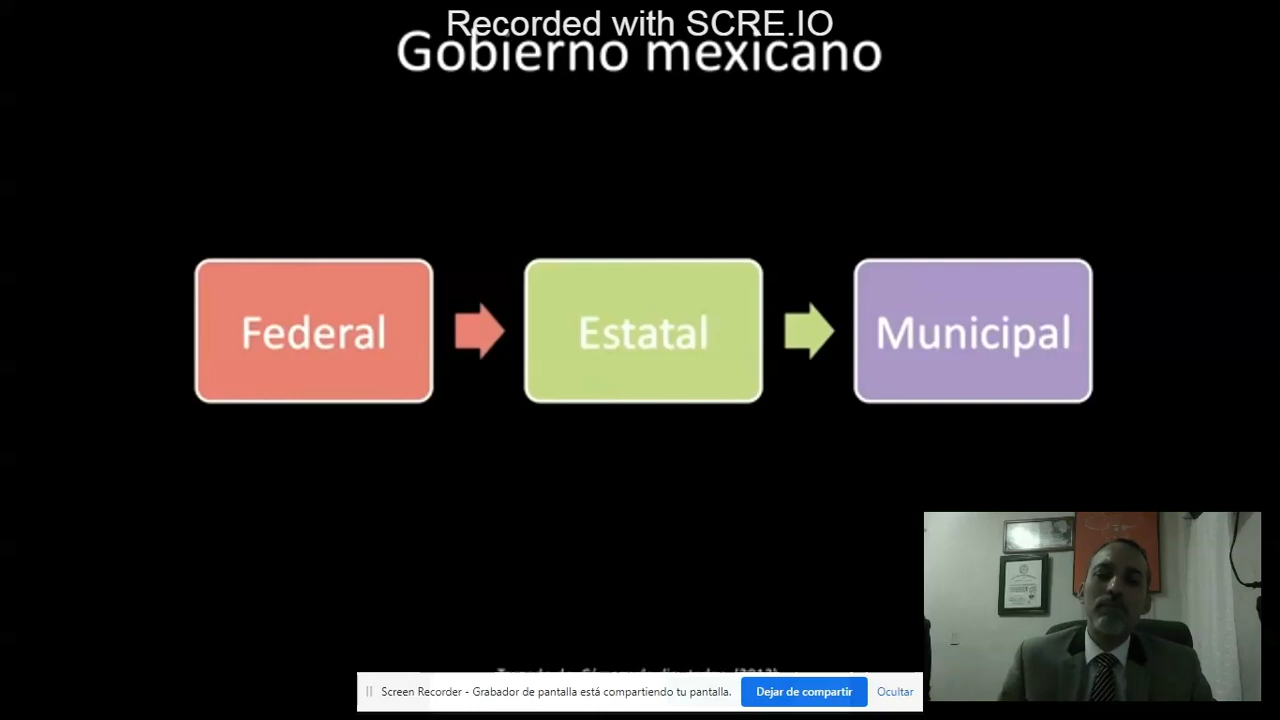 Recorded with SCRE.IO
Gobierno mexicano
Federal
Estatal
Municipal
Screen Recorder - Grabador de pantalla está compartiendo tu pantalla.
Dejar de compartir
Ocultar